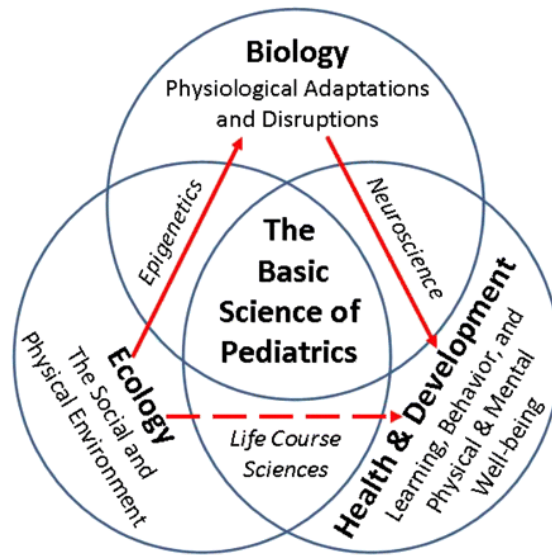 Biology
Physiological Adaptations
and Disruptions
Epigenetics
Neuroscience
The
Basic
Science of
Pediatrics
Ecology
The Social and
Physical Environment
Life Course
Sciences
Health & Development
Learning, Behavior, and
Physical & Mental
Well-being